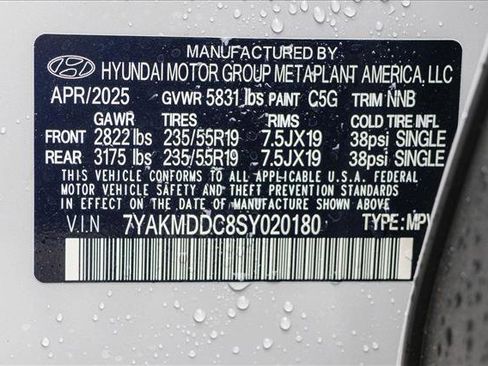 MANUFACTURED BY
HYUNDAI MOTOR GROUP METAPLANT AMERICA, LLC
APR/2025 GVWR 5831 lbs PAINT C5G TRIM NNB
GAWR TIRES RIMS COLD TIRE INFL
FRONT 2822 lbs 235/55R19 7.5JX19 38psi SINGLE
REAR 3175 lbs 235/55R19 7.5JX19 38psi SINGLE
THIS VEHICLE CONFORMS TO ALL APPLICABLE U.S.A. FEDERAL
MOTOR VEHICLE SAFETY AND THEFT PREVENTION STANDARDS
IN EFFECT ON THE DATE OF MANUFACTURE SHOWN ABOVE.
V.I.N 7YAKMDDC8SY020180 TYPE:MPV